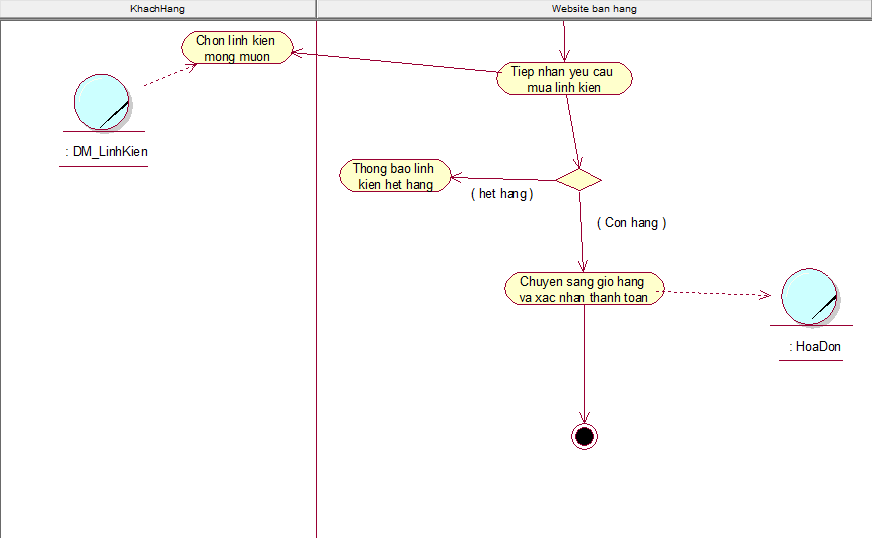 KhachHang
Website ban hang
Chon linh kien
mong muon
Tiep nhan yeu cau
mua linh kien
: DM_LinhKien
Thong bao linh
kien het hang
( het hang )
( Con hang )
Chuyen sang gio hang
va xac nhan thanh toan
: HoaDon